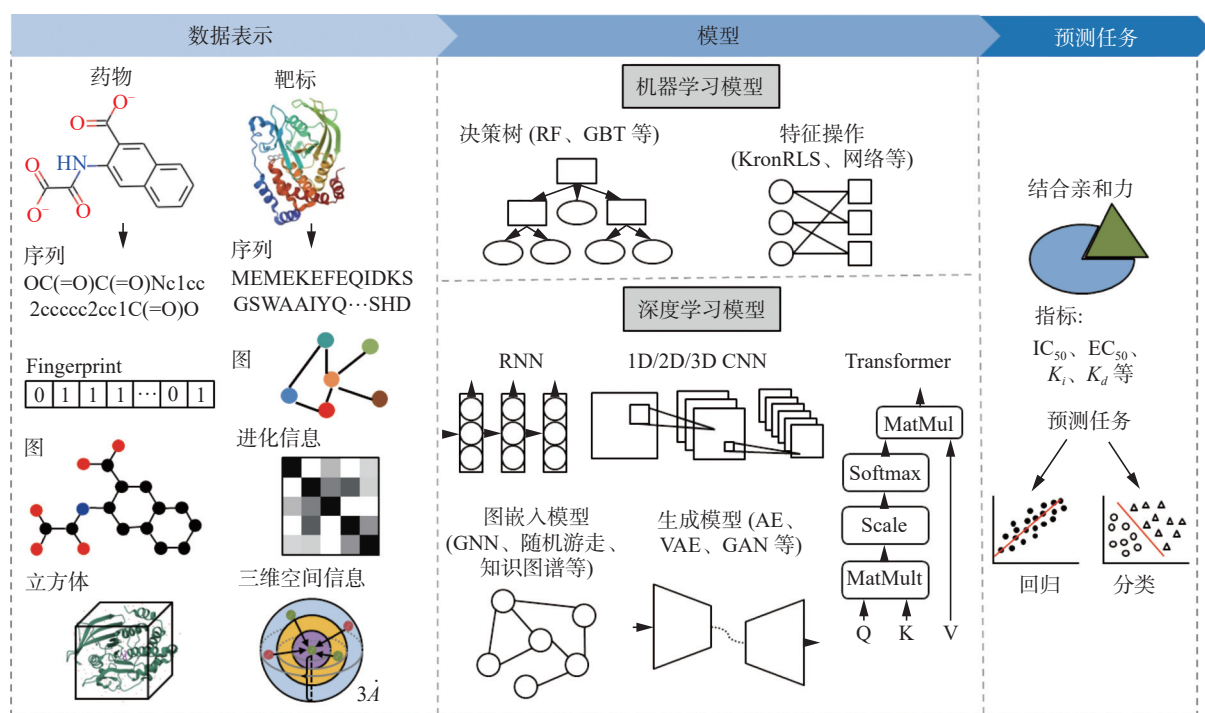 数据表示
模型
预测任务
药物
靶标
O
O⁻
HN
O
O⁻
O
序列
OC(=O)C(=O)Nc1cc
2ccccc2cc1C(=O)O
序列
MEMEKEFEQIDKS
GSWAAIYQ…SHD
Fingerprint
0 1 1 1 … 0 1
图
图
进化信息
立方体
三维空间信息
3Ȧ
机器学习模型
决策树 (RF、GBT 等)
特征操作
(KronRLS、网络等)
深度学习模型
RNN
1D/2D/3D CNN
Transformer
MatMul
Softmax
Scale
MatMult
Q K V
图嵌入模型
(GNN、随机游走、
知识图谱等)
生成模型 (AE、
VAE、GAN 等)
结合亲和力
指标:
IC₅₀、EC₅₀、
Kᵢ、K_d 等
预测任务
回归
分类